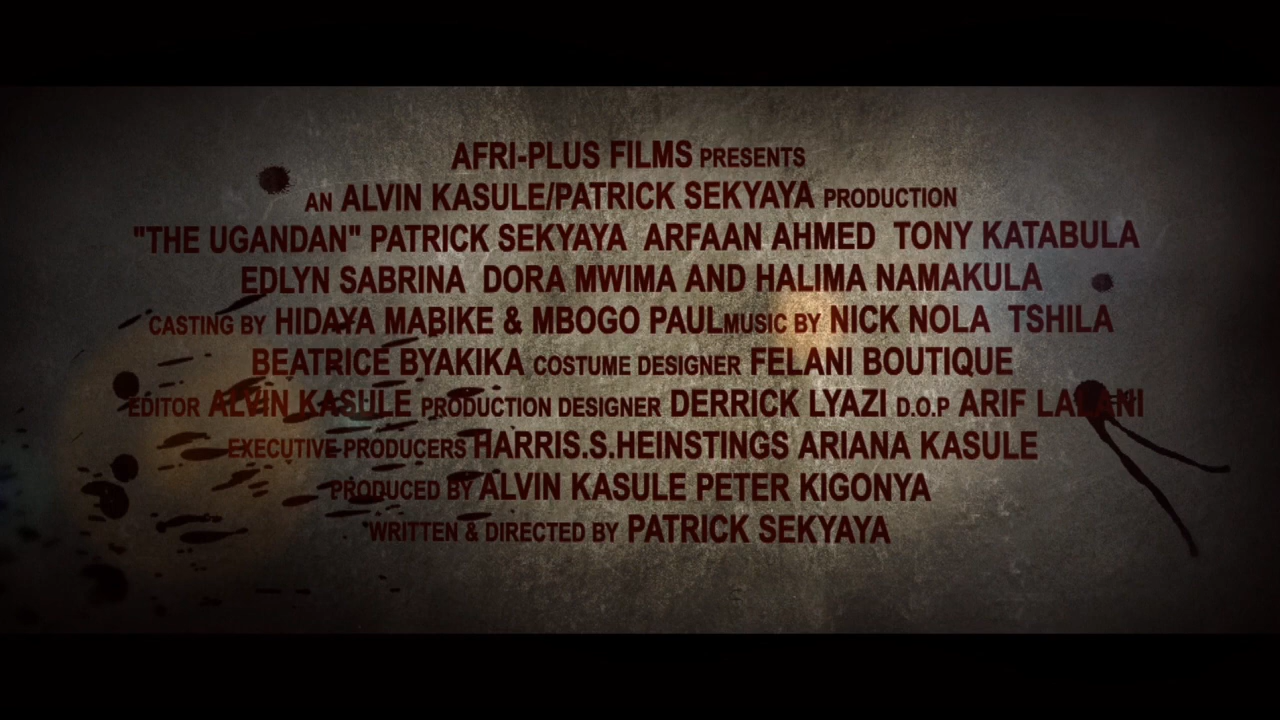 AFRI-PLUS FILMS PRESENTS
AN ALVIN KASULE/PATRICK SEKYAYA PRODUCTION
"THE UGANDAN" PATRICK SEKYAYA ARFAAN AHMED TONY KATABULA
EDLYN SABRINA DORA MWIMA AND HALIMA NAMAKULA
CASTING BY HIDAYA MABIKE & MBOGO PAULMUSIC BY NICK NOLA TSHILA
BEATRICE BYAKIKA COSTUME DESIGNER FELANI BOUTIQUE
EDITOR ALVIN KASULE PRODUCTION DESIGNER DERRICK LYAZI D.O.P ARIF
EXECUTIVE PRODUCERS HARRIS.S.HEINSTINGS ARIANA KASULE
PRODUCED BY ALVIN KASULE PETER KIGONYA
WRITTEN & DIRECTED BY PATRICK SEKYAYA